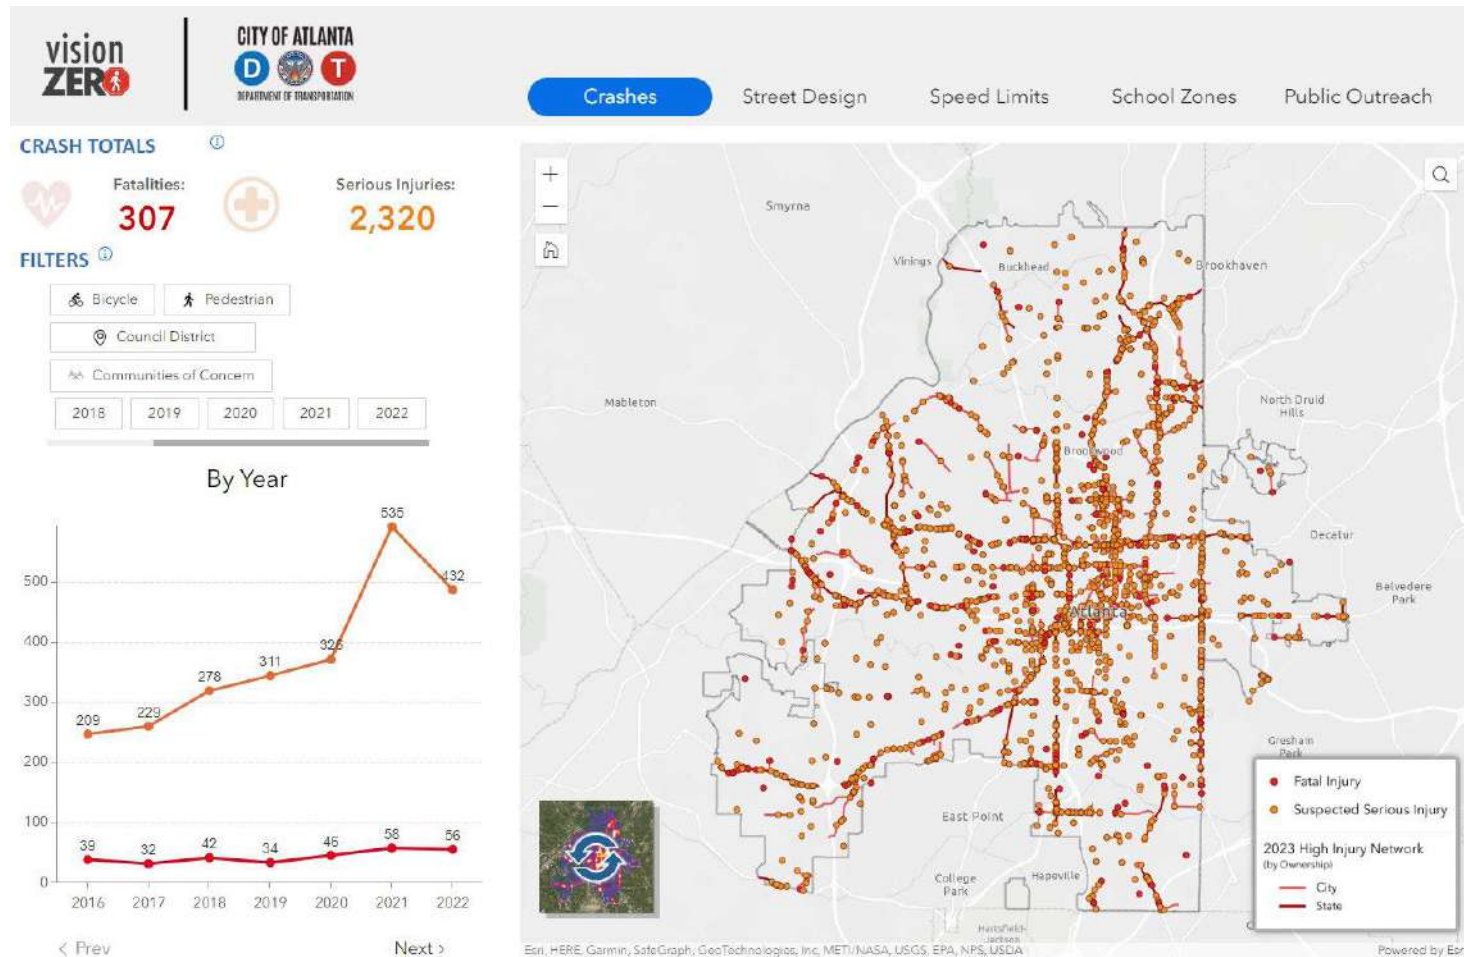 vision
ZERO
CITY OF ATLANTA
D T
DEPARTMENT OF TRANSPORTATION
Crashes Street Design Speed Limits School Zones Public Outreach
CRASH TOTALS
Fatalities:
307
Serious Injuries:
2,320
FILTERS
Bicycle Pedestrian
Council District
Communities of Concern
2018 2019 2020 2021 2022
By Year
535
500
432
400
326
311
278
300
229
209
200
100
39 32 42 34 46 58 56
0
2016 2017 2018 2019 2020 2021 2022
< Prev Next >
+
−
Smyrna
Vinings
Buckhead
Brookhaven
Mableton
North Druid
Hills
Brookwood
Decatur
Belvedere
Park
Atlanta
Gresham
Park
East Point
College
Park
Hapeville
Hartsfield-
Jackson
Fatal Injury
Suspected Serious Injury
2023 High Injury Network
(by Ownership)
City
State
Esri, HERE, Garmin, SafeGraph, GeoTechnologies, Inc, METI/NASA, USGS, EPA, NPS, USDA
Powered by Esri